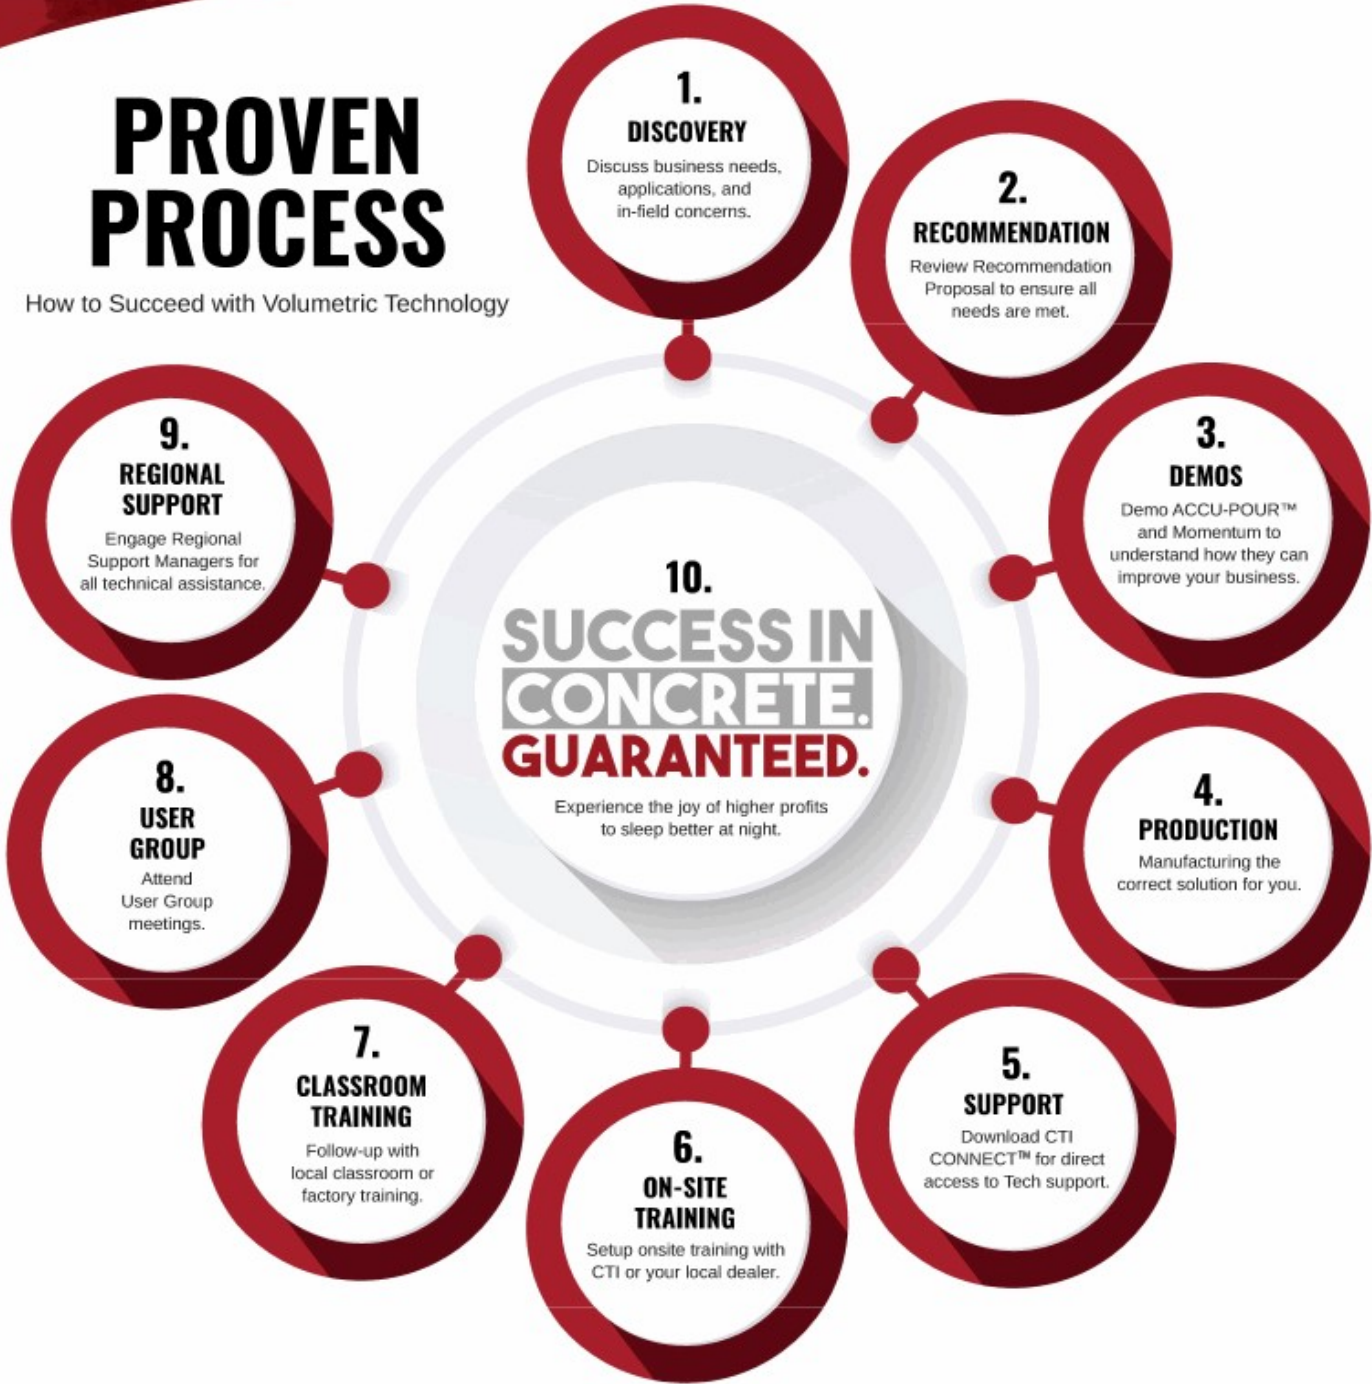 PROVEN
PROCESS
How to Succeed with Volumetric Technology
1.
DISCOVERY
Discuss business needs,
applications, and
in-field concerns.
2.
RECOMMENDATION
Review Recommendation
Proposal to ensure all
needs are met.
3.
DEMOS
Demo ACCU-POUR™
and Momentum to
understand how they can
improve your business.
4.
PRODUCTION
Manufacturing the
correct solution for you.
5.
SUPPORT
Download CTI
CONNECT™ for direct
access to Tech support.
6.
ON-SITE
TRAINING
Setup onsite training with
CTI or your local dealer.
7.
CLASSROOM
TRAINING
Follow-up with
local classroom or
factory training.
8.
USER
GROUP
Attend
User Group
meetings.
9.
REGIONAL
SUPPORT
Engage Regional
Support Managers for
all technical assistance.
10.
SUCCESS IN
CONCRETE.
GUARANTEED.
Experience the joy of higher profits
to sleep better at night.